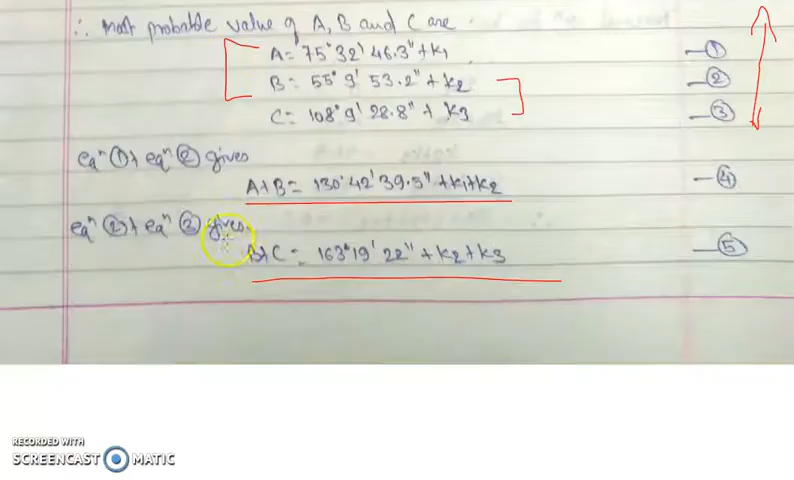 ∴ most probable value of A, B and C are
A = 75° 32' 46.3" + k1 —①
B = 55° 9' 53.2" + k2 —②
C = 108° 9' 28.8" + k3 —③
eqⁿ ① + eqⁿ ② gives
A+B = 130° 42' 39.5" + k1+k2 —④
eqⁿ ② + eqⁿ ③ gives
B+C = 163° 19' 22" + k2 + k3 —⑤
RECORDED WITH
SCREENCAST MATIC